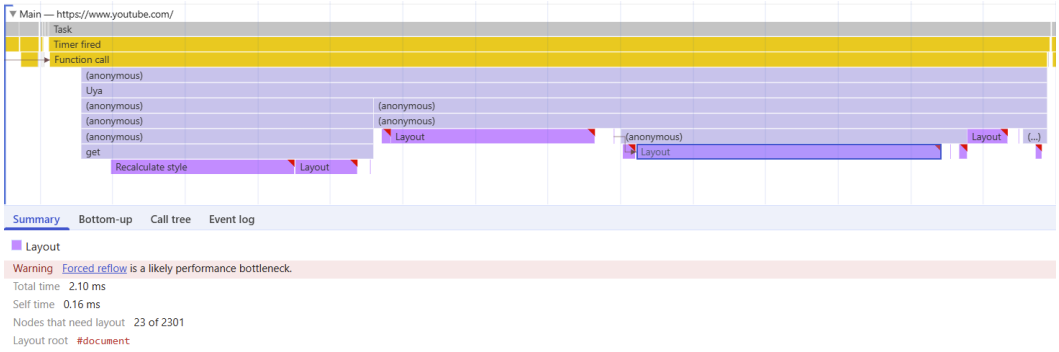 Main — https://www.youtube.com/
Task
Timer fired
Function call
(anonymous)
Uya
(anonymous) (anonymous)
(anonymous) (anonymous)
(anonymous) Layout (anonymous) Layout (...)
get Layout
Recalculate style Layout
Summary Bottom-up Call tree Event log
Layout
Warning Forced reflow is a likely performance bottleneck.
Total time 2.10 ms
Self time 0.16 ms
Nodes that need layout 23 of 2301
Layout root #document